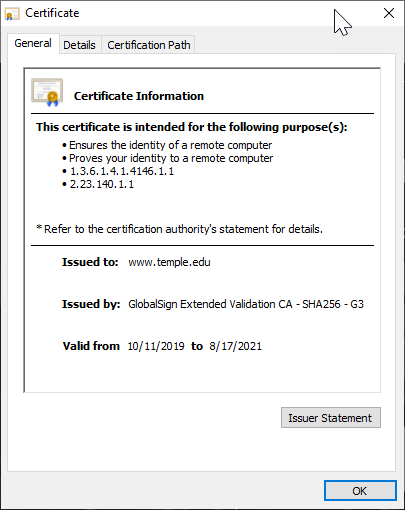 Certificate
General
Details
Certification Path
Certificate Information
This certificate is intended for the following purpose(s):
• Ensures the identity of a remote computer
• Proves your identity to a remote computer
• 1.3.6.1.4.1.4146.1.1
• 2.23.140.1.1
* Refer to the certification authority's statement for details.
Issued to: www.temple.edu
Issued by: GlobalSign Extended Validation CA - SHA256 - G3
Valid from 10/11/2019 to 8/17/2021
Issuer Statement
OK